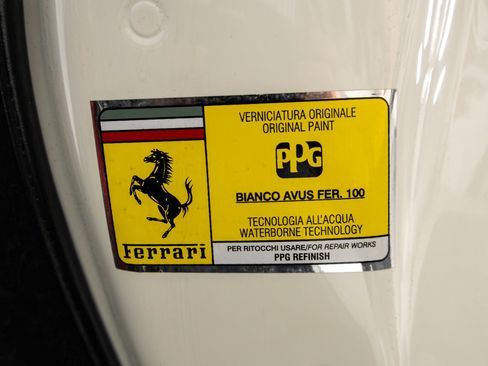 VERNICIATURA ORIGINALE
ORIGINAL PAINT
PPG
BIANCO AVUS FER. 100
TECNOLOGIA ALL'ACQUA
WATERBORNE TECHNOLOGY
Ferrari
PER RITOCCHI USARE/FOR REPAIR WORKS
PPG REFINISH